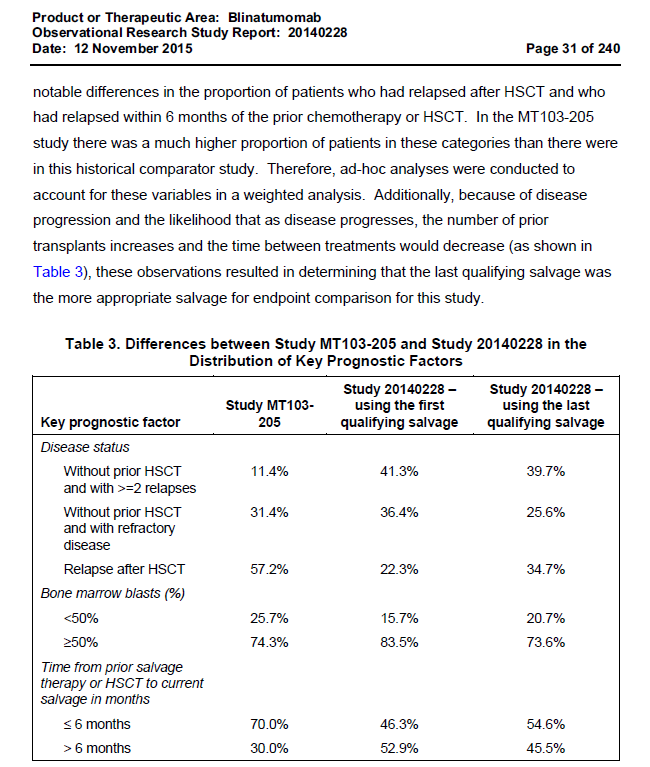 Product or Therapeutic Area: Blinatumomab
Observational Research Study Report: 20140228
Date: 12 November 2015 Page 31 of 240
notable differences in the proportion of patients who had relapsed after HSCT and who
had relapsed within 6 months of the prior chemotherapy or HSCT. In the MT103-205
study there was a much higher proportion of patients in these categories than there were
in this historical comparator study. Therefore, ad-hoc analyses were conducted to
account for these variables in a weighted analysis. Additionally, because of disease
progression and the likelihood that as disease progresses, the number of prior
transplants increases and the time between treatments would decrease (as shown in
Table 3), these observations resulted in determining that the last qualifying salvage was
the more appropriate salvage for endpoint comparison for this study.
Table 3. Differences between Study MT103-205 and Study 20140228 in the
Distribution of Key Prognostic Factors
Key prognostic factor
Study MT103-
205
Study 20140228 –
using the first
qualifying salvage
Study 20140228 –
using the last
qualifying salvage
Disease status
Without prior HSCT 11.4% 41.3% 39.7%
and with >=2 relapses
Without prior HSCT 31.4% 36.4% 25.6%
and with refractory
disease
Relapse after HSCT 57.2% 22.3% 34.7%
Bone marrow blasts (%)
<50% 25.7% 15.7% 20.7%
≥50% 74.3% 83.5% 73.6%
Time from prior salvage
therapy or HSCT to current
salvage in months
≤ 6 months 70.0% 46.3% 54.6%
> 6 months 30.0% 52.9% 45.5%